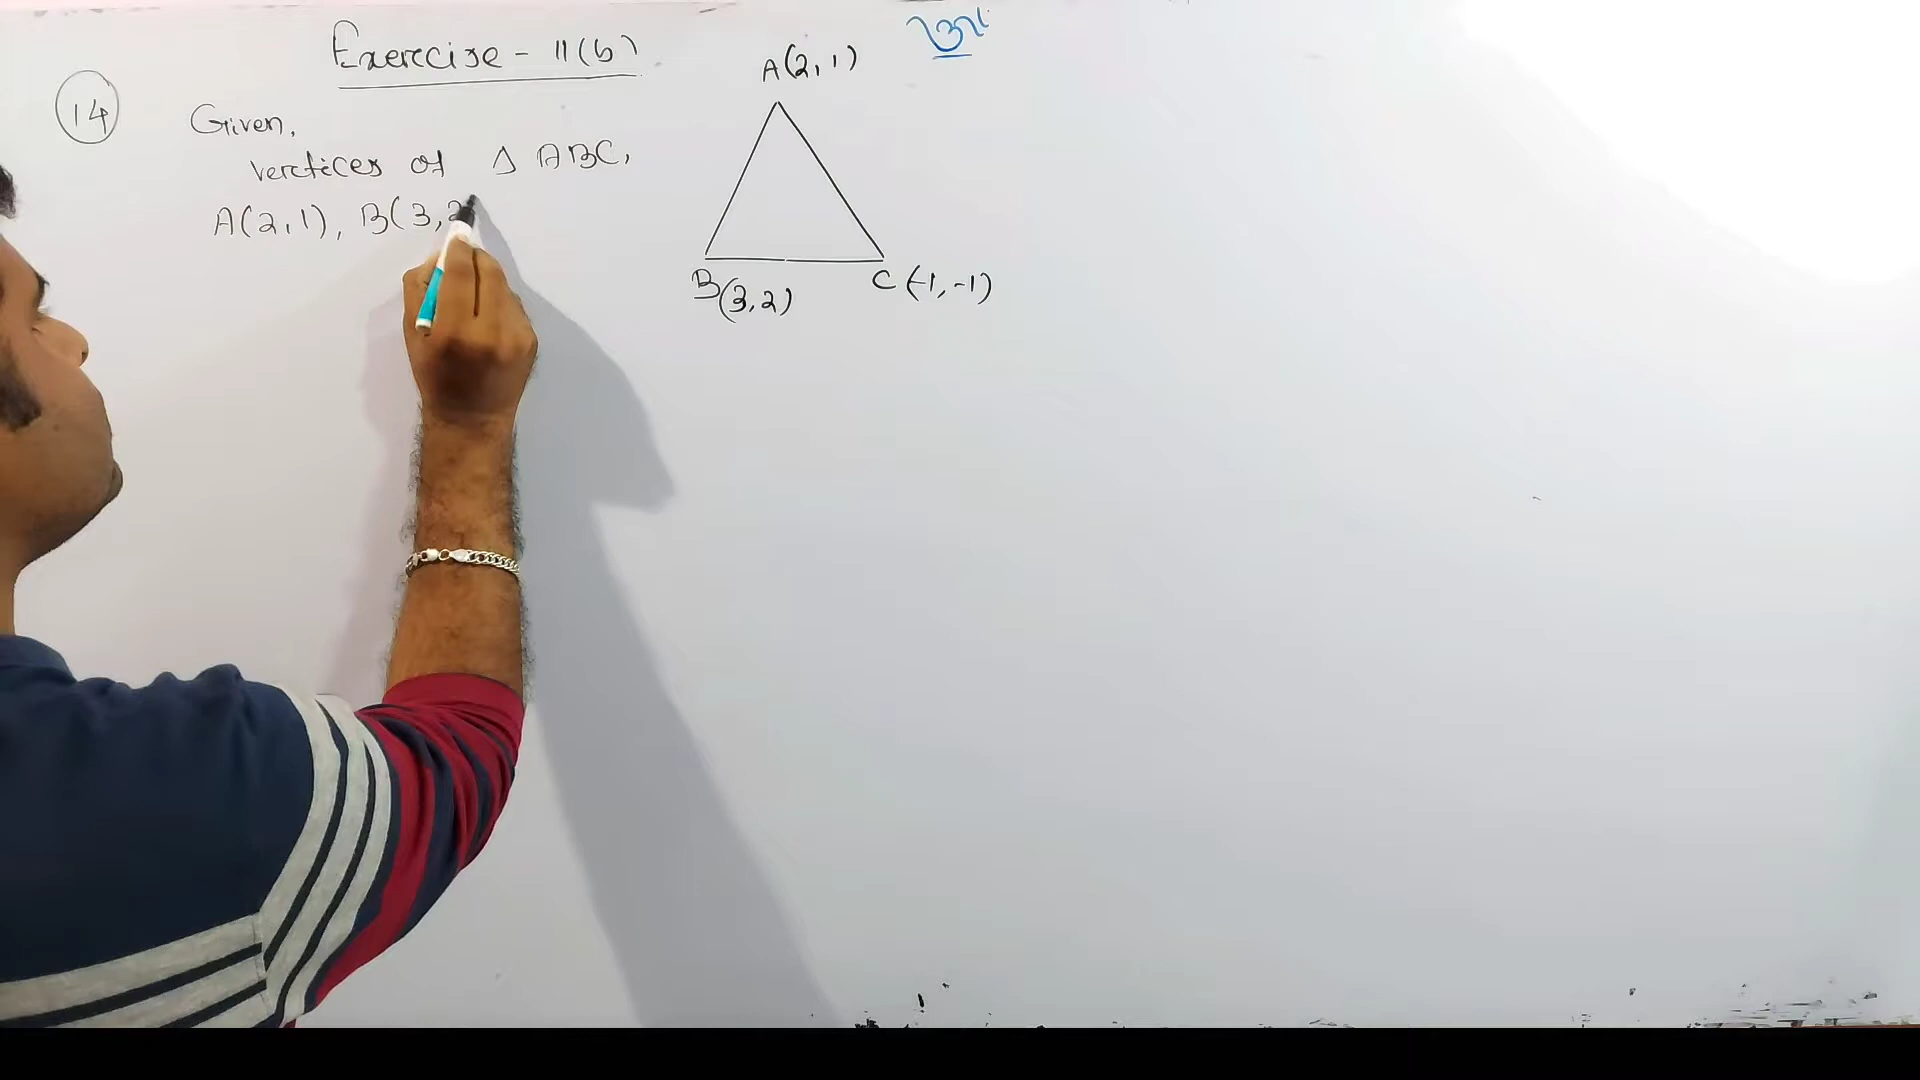 Exercise - 11(b)
14
Given,
vertices of Δ ABC,
A(2,1), B(3,2
A(2,1)
B(3,2)
C(-1,-1)